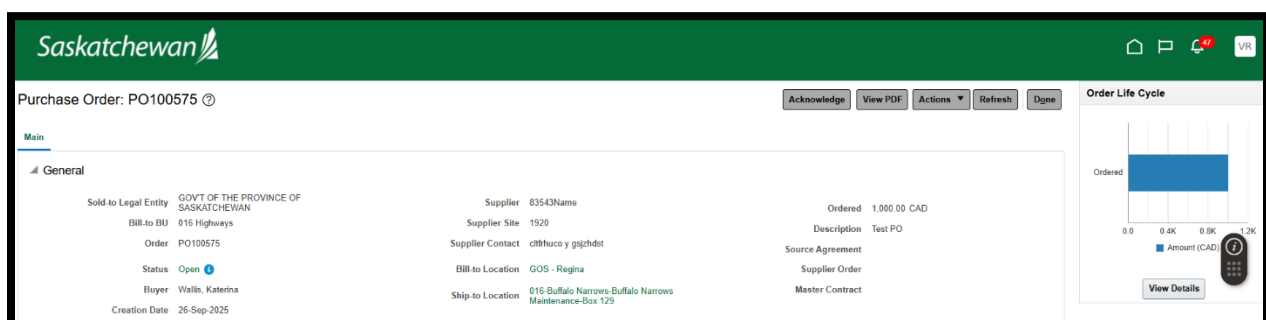 Saskatchewan
47
VR
Purchase Order: PO100575
Acknowledge View PDF Actions Refresh Done
Main
General
Sold-to Legal Entity GOV'T OF THE PROVINCE OF SASKATCHEWAN
Bill-to BU 016 Highways
Order PO100575
Status Open
Buyer Wallis, Katerina
Creation Date 26-Sep-2025
Supplier 83543Name
Supplier Site 1920
Supplier Contact cltfrhuco y gsjzhdst
Bill-to Location GOS - Regina
Ship-to Location 016-Buffalo Narrows-Buffalo Narrows Maintenance-Box 129
Ordered 1,000.00 CAD
Description Test PO
Source Agreement
Supplier Order
Master Contract
Order Life Cycle
Ordered
0.0 0.4K 0.8K 1.2K
Amount (CAD)
View Details